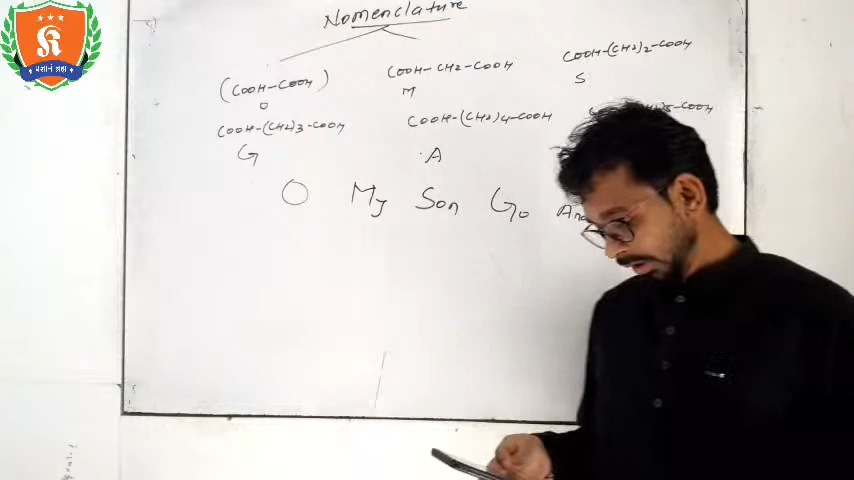 Nomenclature
(COOH-COOH) COOH-CH2-COOH COOH-(CH2)2-COOH
O M S
COOH-(CH2)3-COOH COOH-(CH2)4-COOH
G A
O My Son Go